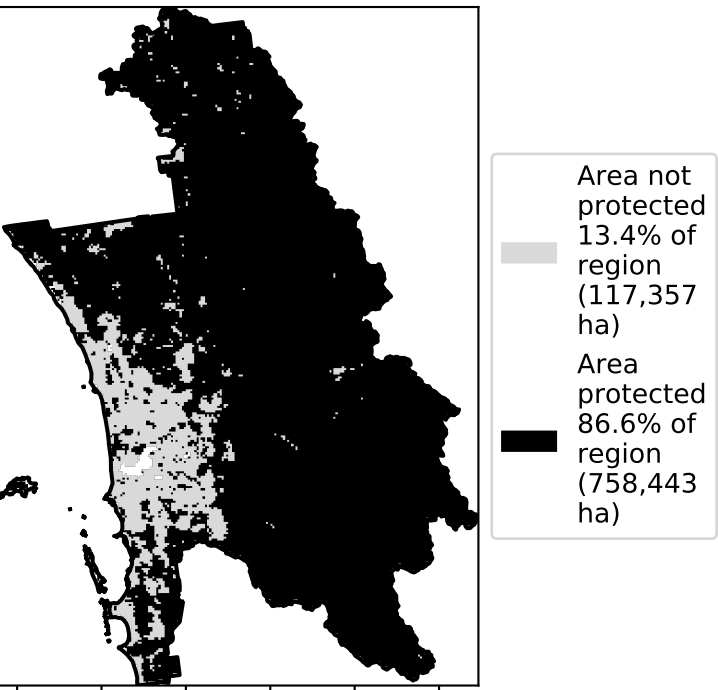 Area not
protected
13.4% of
region
(117,357
ha)
Area
protected
86.6% of
region
(758,443
ha)